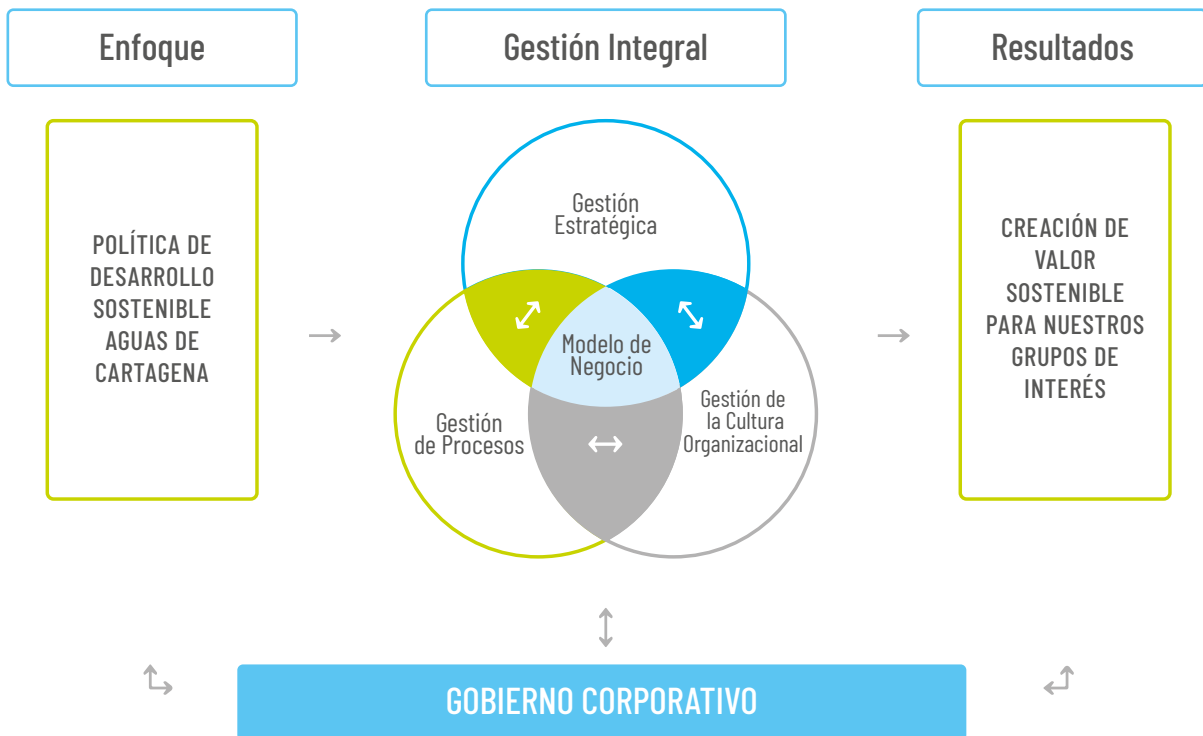 Enfoque
Gestión Integral
Resultados
POLÍTICA DE
DESARROLLO
SOSTENIBLE
AGUAS DE
CARTAGENA
Gestión
Estratégica
Modelo de
Negocio
Gestión
de Procesos
Gestión de
la Cultura
Organizacional
CREACIÓN DE
VALOR
SOSTENIBLE
PARA NUESTROS
GRUPOS DE
INTERÉS
GOBIERNO CORPORATIVO